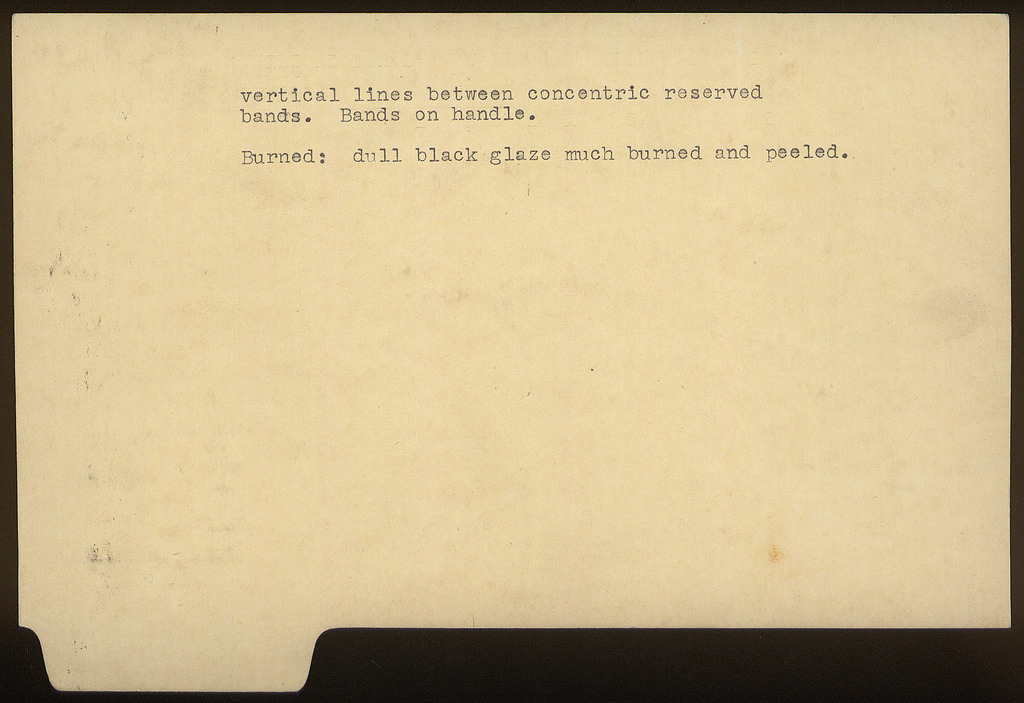 vertical lines between concentric reserved
bands. Bands on handle.
Burned: dull black glaze much burned and peeled.